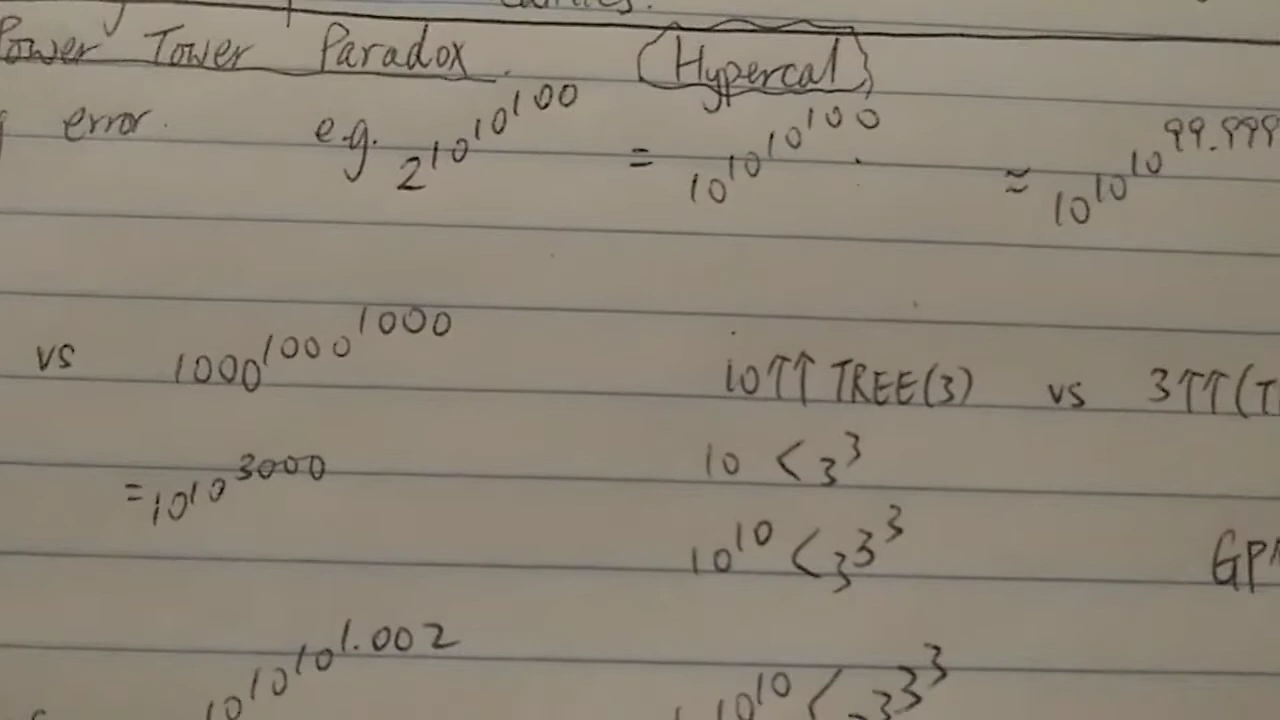 Power Tower Paradox. (Hypercal)
error. e.g. 2^10^10^100 = 10^10^10^100. ≈ 10^10^10^99.999
vs 1000^1000^1000 10↑↑TREE(3) vs 3↑↑(T
=10^10^3000 10 < 3^3
10^10 < 3^3^3 GP
10^10^10^1.002 10^10 < 3^3^3